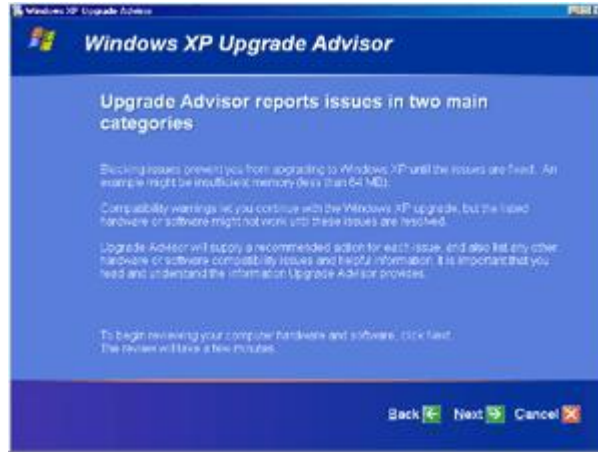 Windows XP Upgrade Advisor
Windows XP Upgrade Advisor
Upgrade Advisor reports issues in two main
categories
Blocking issues prevent you from upgrading to Windows XP until the issues are fixed. An
example might be insufficient memory (less than 64 MB).
Compatibility warnings let you continue with the Windows XP upgrade, but the listed
hardware or software might not work until these issues are resolved.
Upgrade Advisor will supply a recommended action for each issue, and also list any other
hardware or software compatibility issues and helpful information. It is important that you
read and understand the information Upgrade Advisor provides.
To begin reviewing your computer hardware and software, click Next.
The review will take a few minutes.
Back Next Cancel